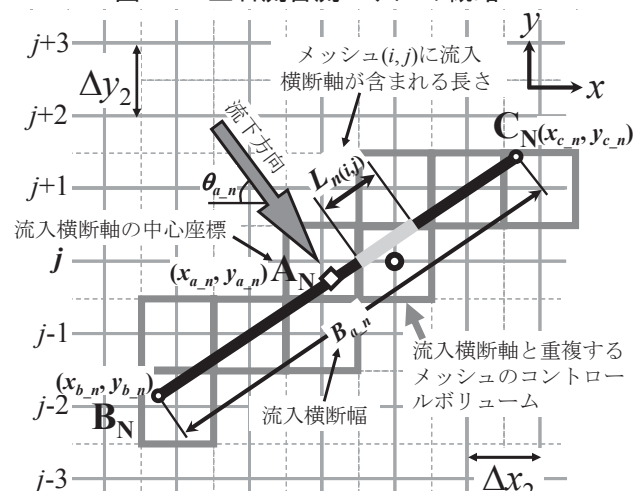 j+3
Δy2
j+2
メッシュ(i, j)に流入
横断軸が含まれる長さ
y
x
流下方向
CN(xc_n, yc_n)
j+1
θa_n
Ln(i,j)
流入横断軸の中心座標
j
(xa_n, ya_n)AN
j-1
Ba_n
流入横断軸と重複する
メッシュのコントロー
ルボリューム
(xb_n, yb_n)
j-2
BN
流入横断幅
j-3
Δx2